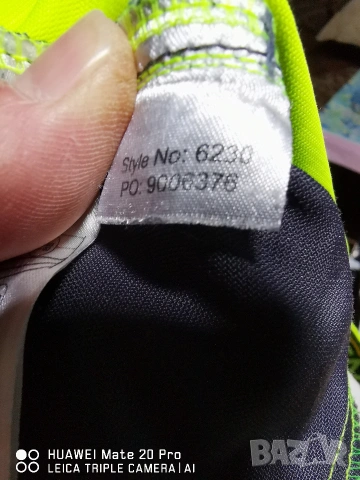 Style No: 6230
PO: 9006376
HUAWEI Mate 20 Pro
LEICA TRIPLE CAMERA | AI
BAZAR